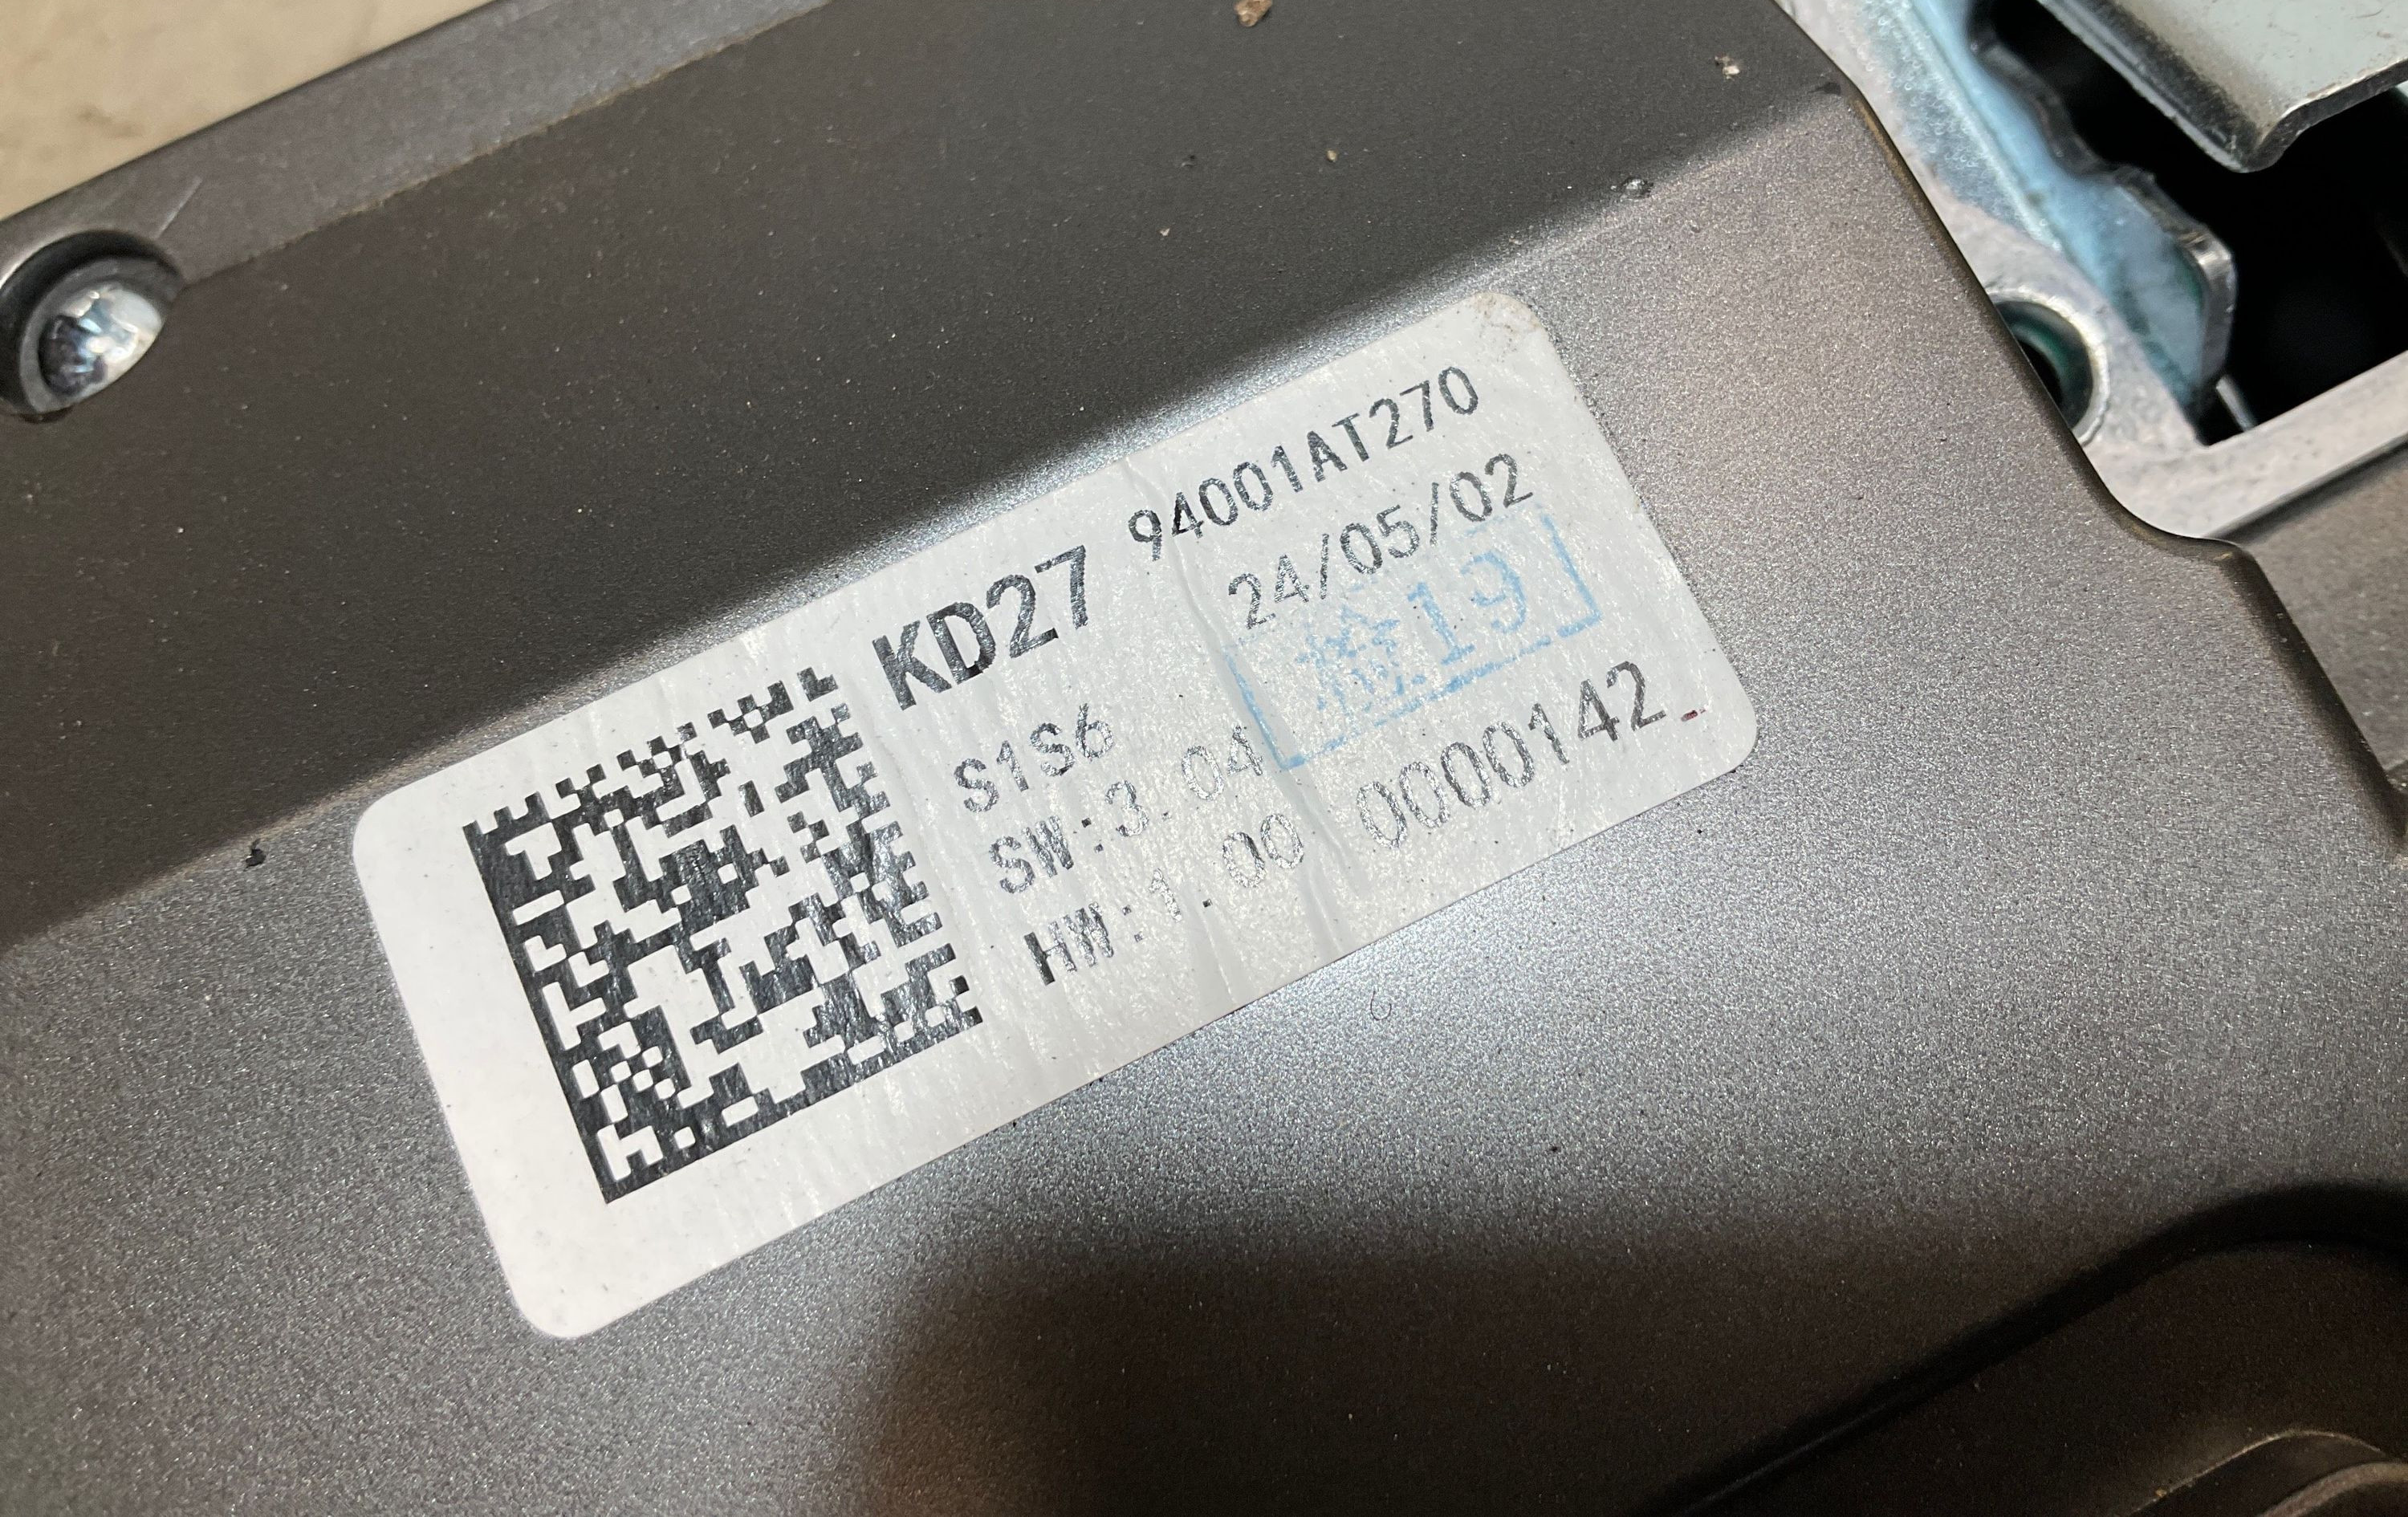 KD27 94001AT270
24/05/02
19
S1S6
SW:3.04
HW:1.00 0000142